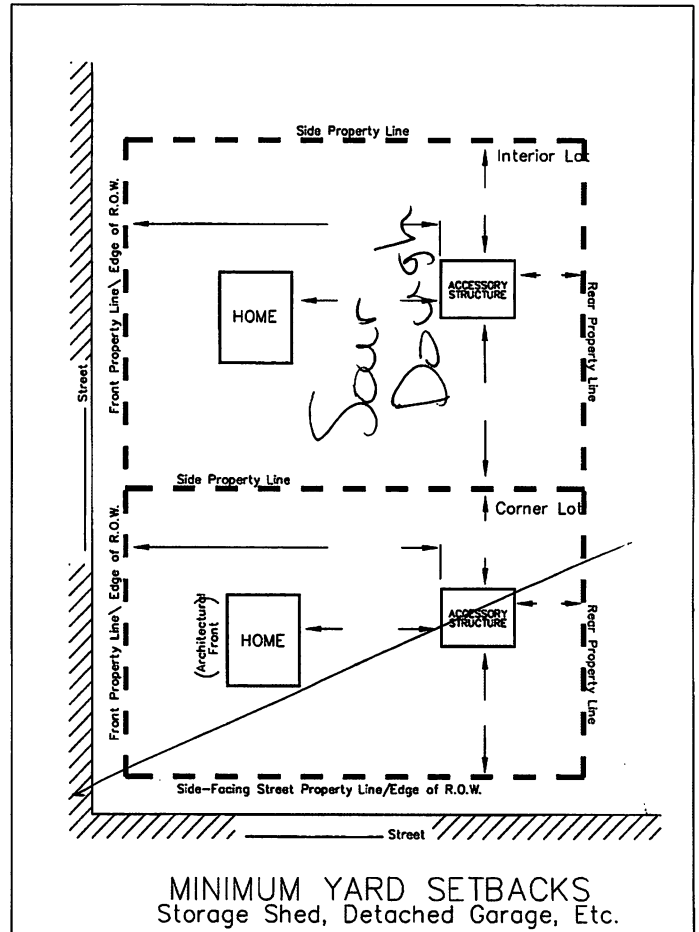 Side Property Line
Interior Lot
Front Property Line\ Edge of R.O.W.
HOME
Sour
Dough
ACCESSORY
STRUCTURE
Rear Property Line
Street
Side Property Line
Corner Lot
Front Property Line\ Edge of R.O.W.
(Architectural
Front)
HOME
ACCESSORY
STRUCTURE
Rear Property Line
Side-Facing Street Property Line/Edge of R.O.W.
Street
MINIMUM YARD SETBACKS
Storage Shed, Detached Garage, Etc.